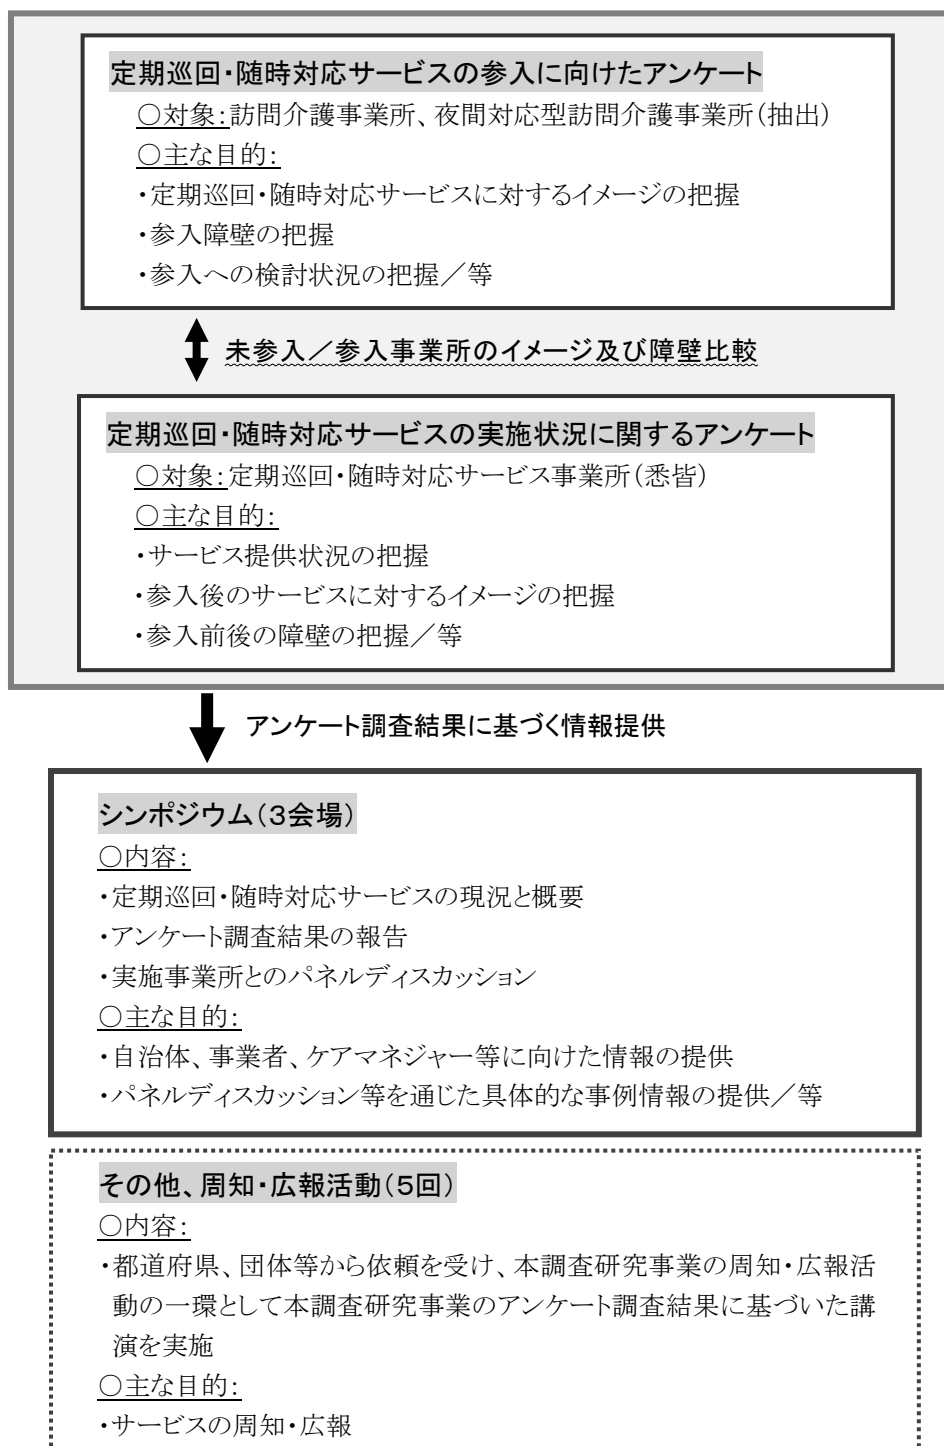 定期巡回・随時対応サービスの参入に向けたアンケート
○対象:訪問介護事業所、夜間対応型訪問介護事業所(抽出)
○主な目的:
・定期巡回・随時対応サービスに対するイメージの把握
・参入障壁の把握
・参入への検討状況の把握／等
未参入／参入事業所のイメージ及び障壁比較
定期巡回・随時対応サービスの実施状況に関するアンケート
○対象:定期巡回・随時対応サービス事業所(悉皆)
○主な目的:
・サービス提供状況の把握
・参入後のサービスに対するイメージの把握
・参入前後の障壁の把握／等
アンケート調査結果に基づく情報提供
シンポジウム(3会場)
○内容:
・定期巡回・随時対応サービスの現況と概要
・アンケート調査結果の報告
・実施事業所とのパネルディスカッション
○主な目的:
・自治体、事業者、ケアマネジャー等に向けた情報の提供
・パネルディスカッション等を通じた具体的な事例情報の提供／等
その他、周知・広報活動(5回)
○内容:
・都道府県、団体等から依頼を受け、本調査研究事業の周知・広報活
動の一環として本調査研究事業のアンケート調査結果に基づいた講
演を実施
○主な目的:
・サービスの周知・広報